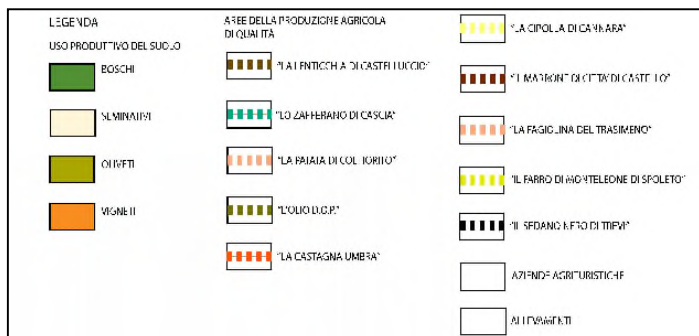 LEGENDA
USO PRODUTTIVO DEL SUOLO
BOSCHI
SEMINATIVI
OLIVETI
VIGNETI
AREE DELLA PRODUZIONE AGRICOLA
DI QUALITÀ
"LA LENTICCHIA DI CASTELLUCCIO"
"LO ZAFFERANO DI CASCIA"
"LA PATATA DI COLFIORITO"
"L'OLIO D.O.P."
"LA CASTAGNA UMBRA"
"LA CIPOLLA DI CANNARA"
"IL MARRONE DI CITTA' DI CASTELLO"
"LA FAGIOLINA DEL TRASIMENO"
"IL FARRO DI MONTELEONE DI SPOLETO"
"IL SEDANO NERO DI TREVI"
AZIENDE AGRITURISTICHE
ALLEVAMENTI